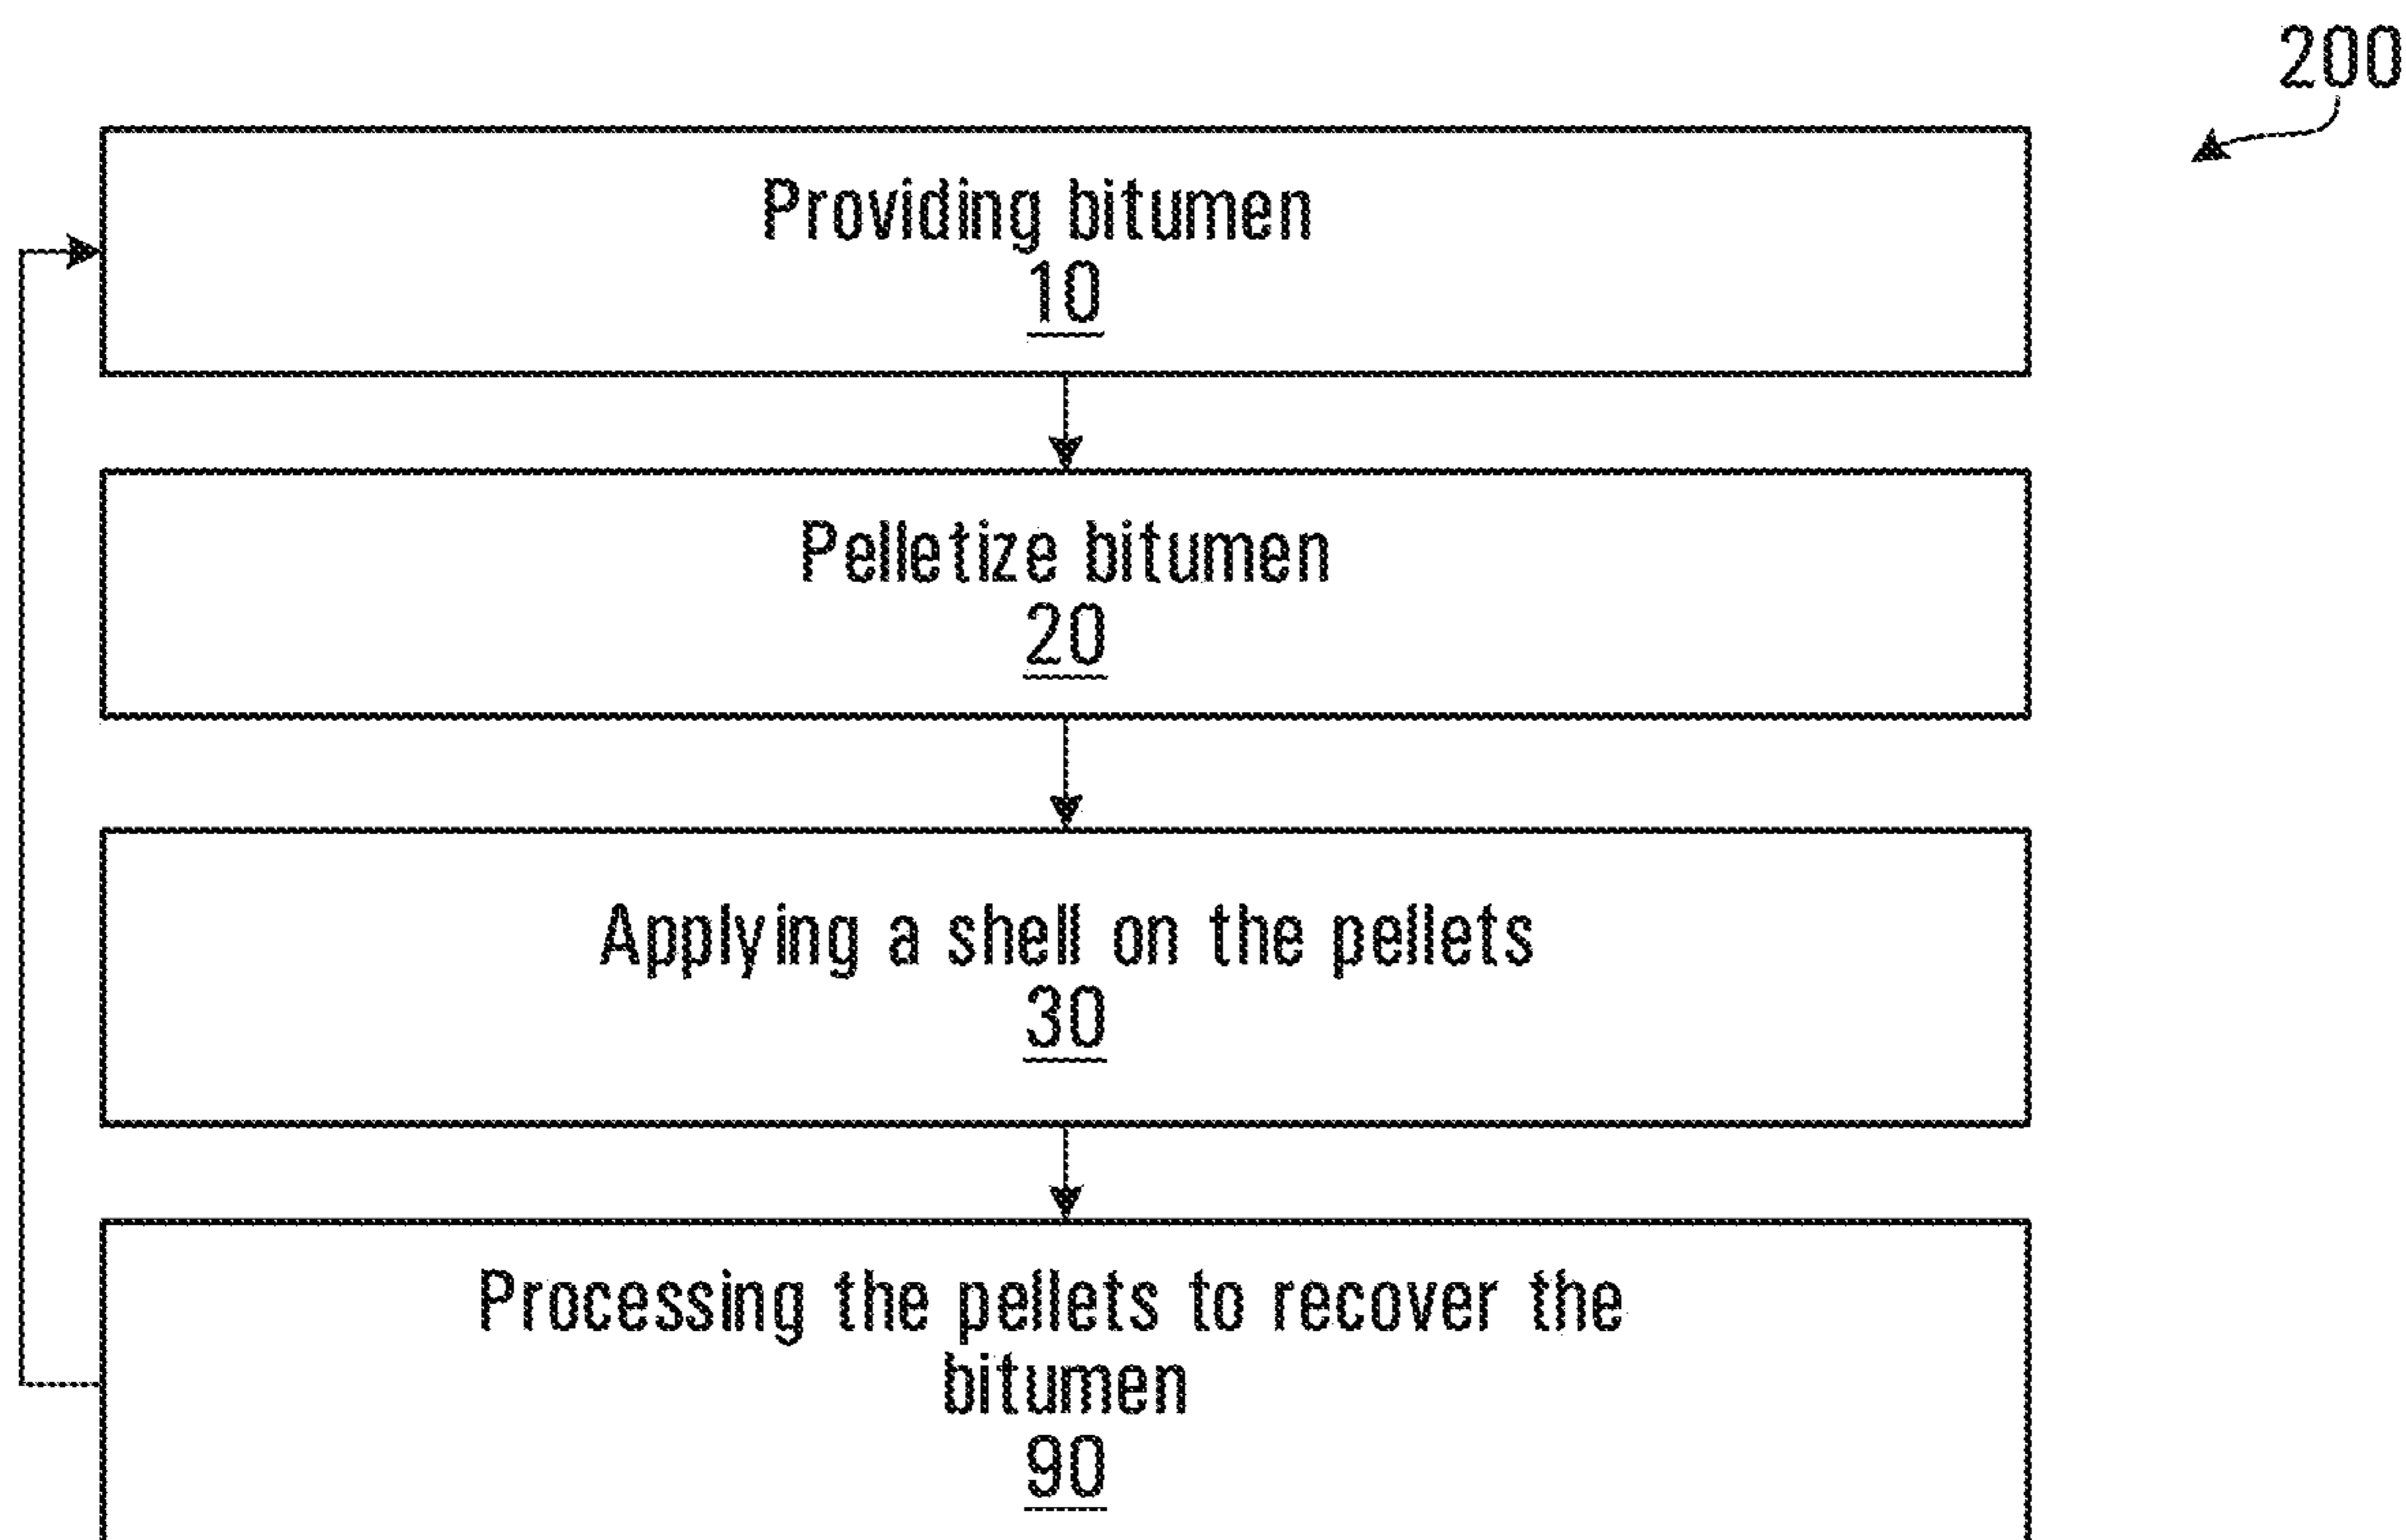 200
Providing bitumen
10
Pelletize bitumen
20
Applying a shell on the pellets
30
Processing the pellets to recover the
bitumen
90